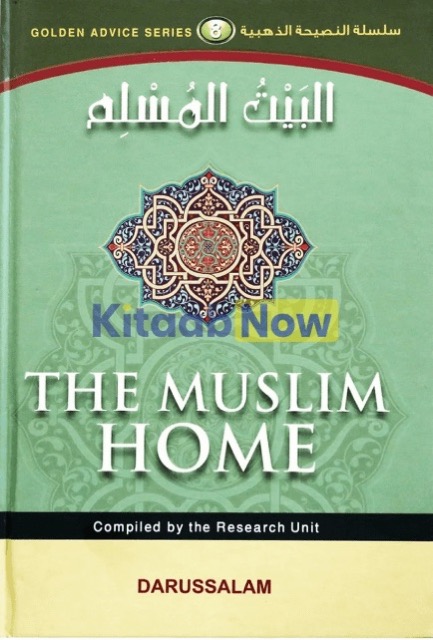 GOLDEN ADVICE SERIES 8 سلسلة النصيحة الذهبية
البَيْتُ المُسْلِم
Kitaab Now
THE MUSLIM
HOME
Compiled by the Research Unit
DARUSSALAM